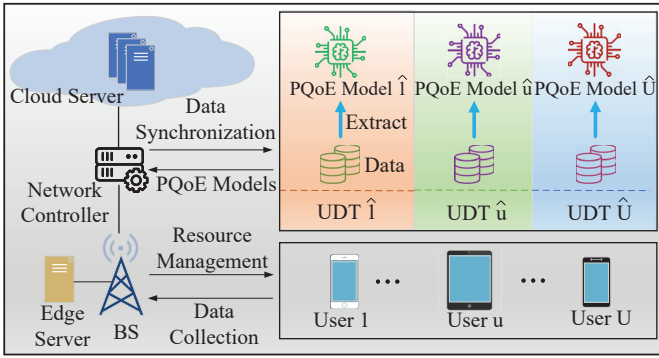 Cloud Server
Data
Synchronization
PQoE Models
Network
Controller
Resource
Management
Data
Collection
Edge
Server
BS
PQoE Model 1̂
PQoE Model û
PQoE Model Û
Extract
Data
UDT 1̂
UDT û
UDT Û
User 1
...
User u
...
User U